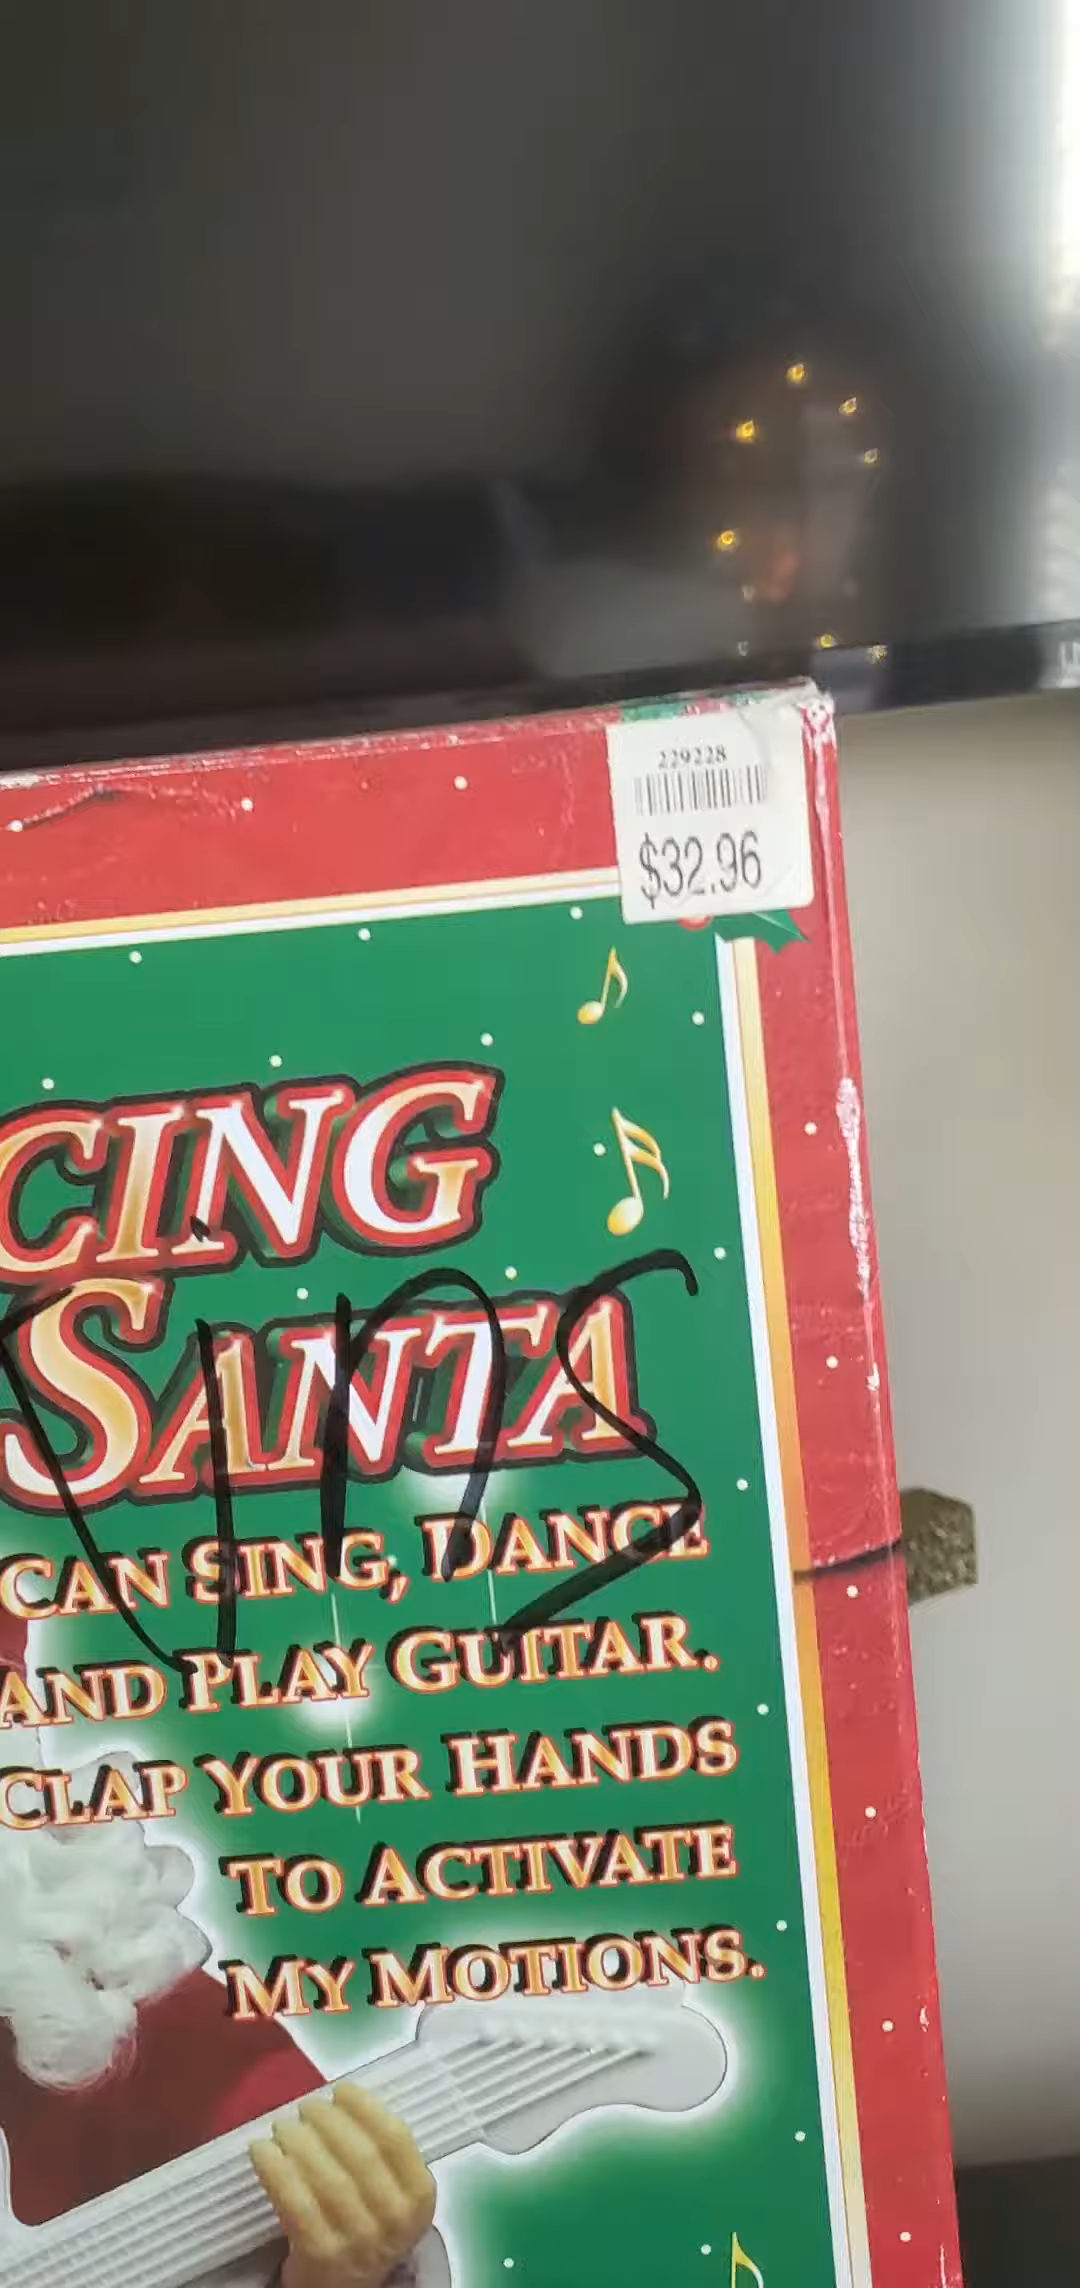 229228
$32.96
CING
SANTA
CAN SING, DANCE
AND PLAY GUITAR.
CLAP YOUR HANDS
TO ACTIVATE
MY MOTIONS.